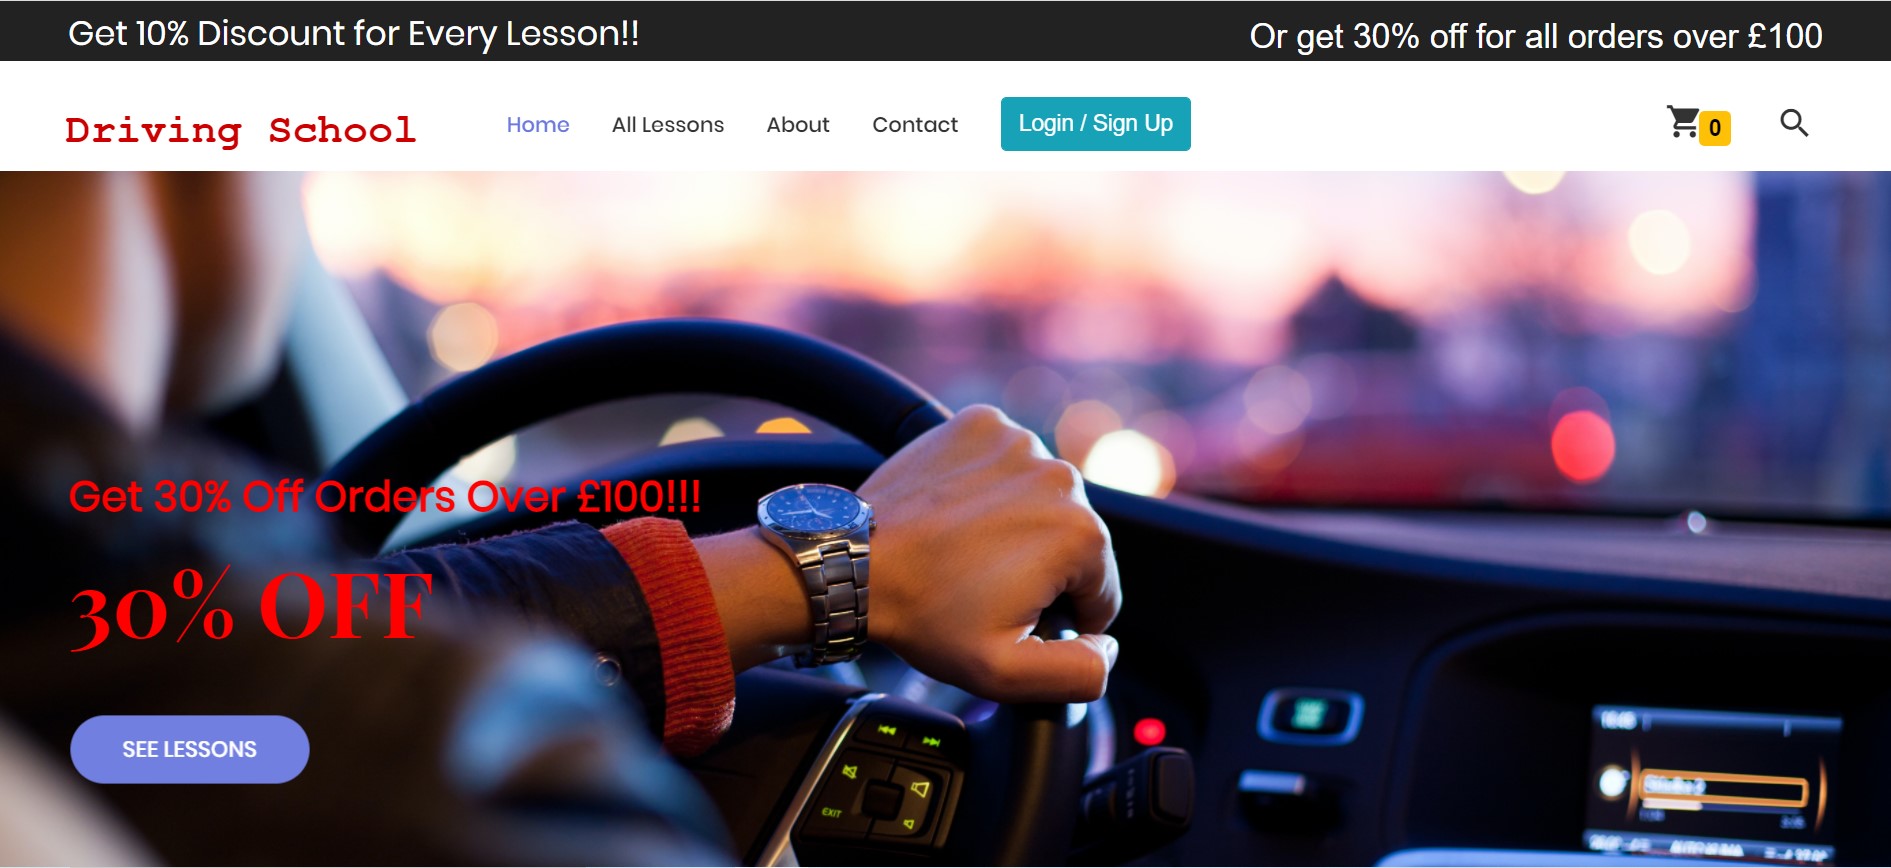 Get 10% Discount for Every Lesson!!
Or get 30% off for all orders over £100
Driving School
Home
All Lessons
About
Contact
Login / Sign Up
0
Get 30% Off Orders Over £100!!!
30% OFF
SEE LESSONS
EXIT